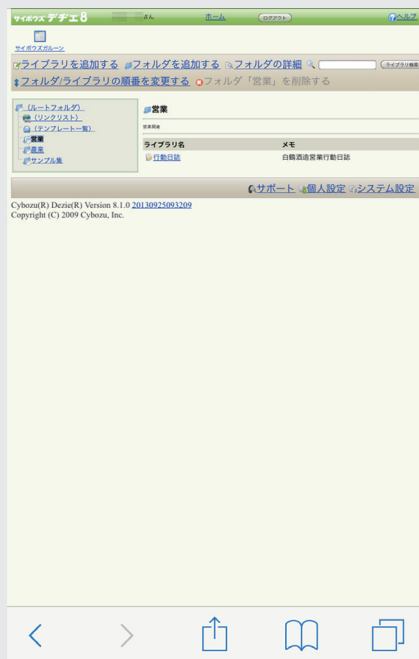 サイボウズ デヂエ8 さん ホーム ログアウト ヘルプ
サイボウズガルーン
ライブラリを追加する フォルダを追加する フォルダの詳細 ライブラリ検索
フォルダ/ライブラリの順番を変更する フォルダ「営業」を削除する
(ルートフォルダ)
(リンクリスト)
(テンプレート一覧)
営業
農業
サンプル集
営業
営業関連
ライブラリ名 メモ
行動日誌 白鶴酒造営業行動日誌
サポート 個人設定 システム設定
Cybozu(R) Dezie(R) Version 8.1.0 20130925093209
Copyright (C) 2009 Cybozu, Inc.